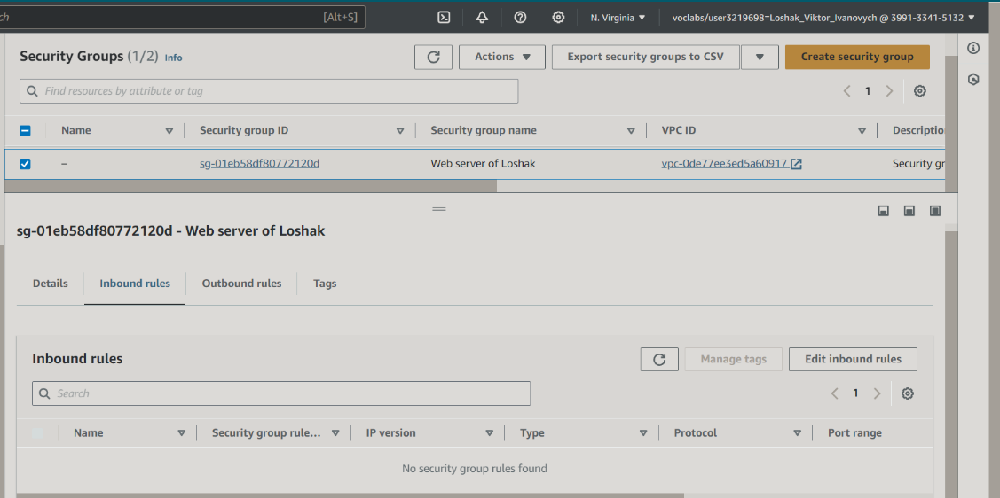 ch [Alt+S] N. Virginia ▼ voclabs/user3219698=Loshak_Viktor_Ivanovych @ 3991-3341-5132 ▼
Security Groups (1/2) Info Actions ▼ Export security groups to CSV ▼ Create security group
Find resources by attribute or tag 1
Name Security group ID Security group name VPC ID Descriptio
– sg-01eb58df80772120d Web server of Loshak vpc-0de77ee3ed5a60917 Security gr
sg-01eb58df80772120d - Web server of Loshak
Details Inbound rules Outbound rules Tags
Inbound rules Manage tags Edit inbound rules
Search 1
Name Security group rule... IP version Type Protocol Port range
No security group rules found